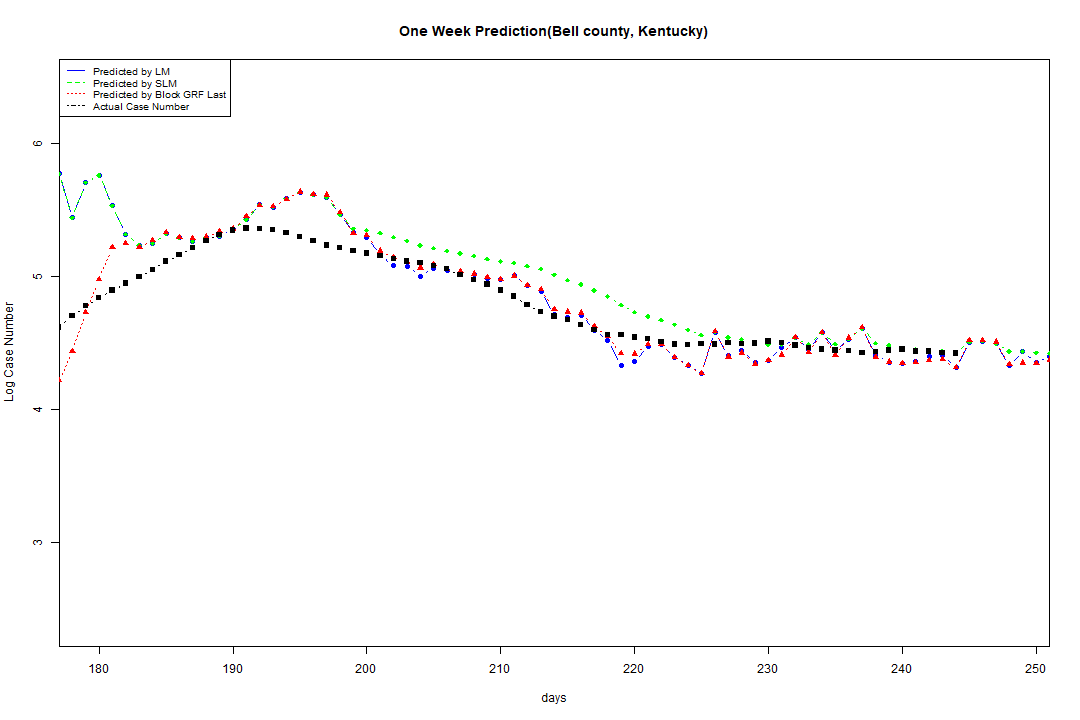 One Week Prediction(Bell county, Kentucky)
Predicted by LM
Predicted by SLM
Predicted by Block GRF Last
Actual Case Number
6
5
4
3
Log Case Number
180 190 200 210 220 230 240 250
days